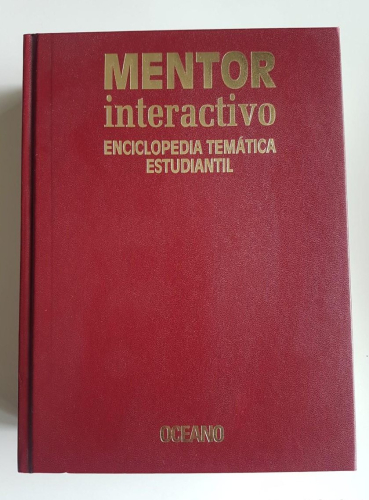 MENTOR
interactivo
ENCICLOPEDIA TEMÁTICA
ESTUDIANTIL
OCEANO